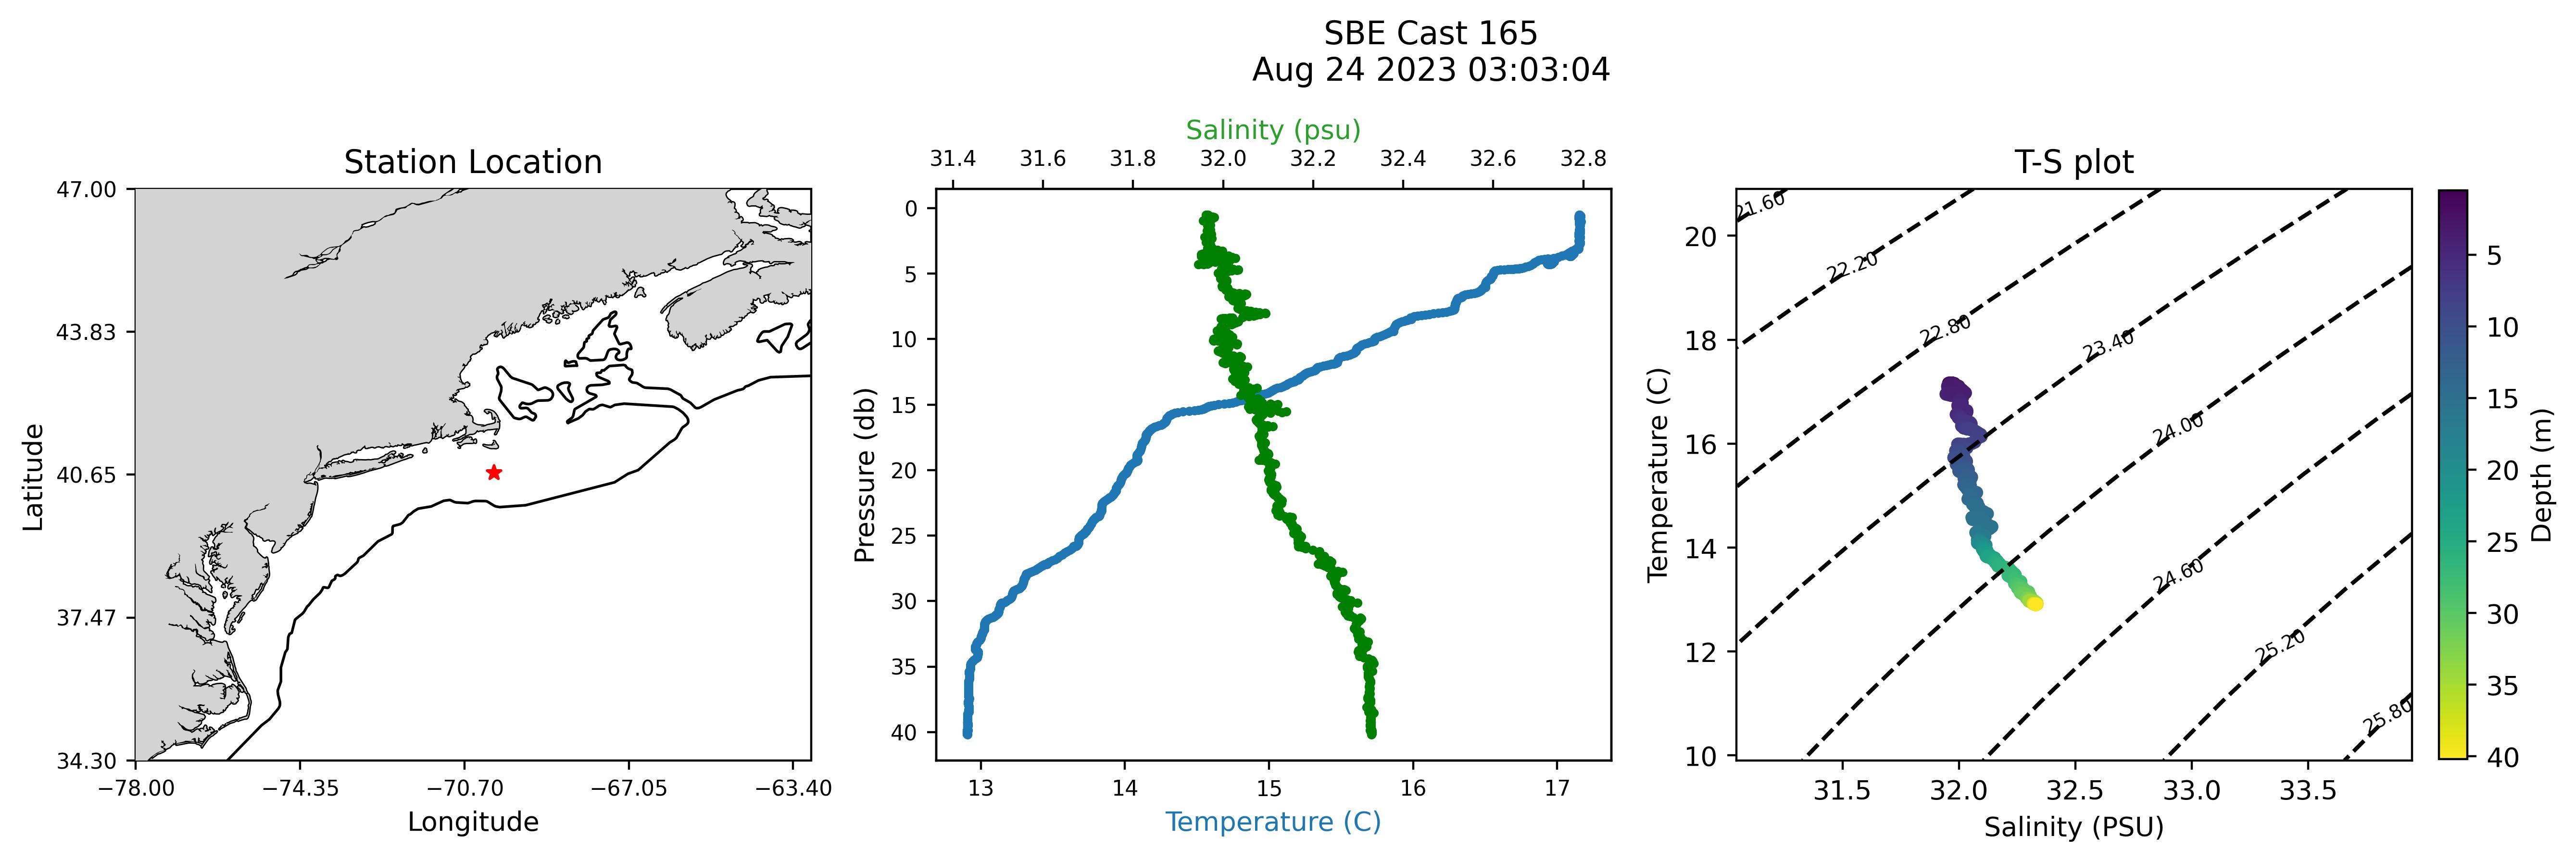 SBE Cast 165
Aug 24 2023 03:03:04
Station Location
47.00
43.83
40.65
37.47
34.30
Latitude
−78.00 −74.35 −70.70 −67.05 −63.40
Longitude
Salinity (psu)
31.4 31.6 31.8 32.0 32.2 32.4 32.6 32.8
0
5
10
15
20
25
30
35
40
Pressure (db)
13 14 15 16 17
Temperature (C)
T-S plot
20
18
16
14
12
10
Temperature (C)
21.60
22.20
22.80
23.40
24.00
24.60
25.20
25.80
31.5 32.0 32.5 33.0 33.5
Salinity (PSU)
5
10
15
20
25
30
35
40
Depth (m)